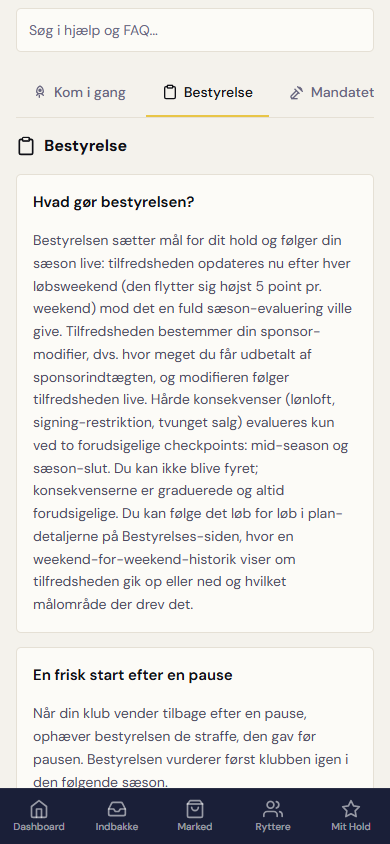 Søg i hjælp og FAQ...
Kom i gang
Bestyrelse
Mandatet
Bestyrelse
Hvad gør bestyrelsen?
Bestyrelsen sætter mål for dit hold og følger din
sæson live: tilfredsheden opdateres nu efter hver
løbsweekend (den flytter sig højst 5 point pr.
weekend) mod det en fuld sæson-evaluering ville
give. Tilfredsheden bestemmer din sponsor-
modifier, dvs. hvor meget du får udbetalt af
sponsorindtægten, og modifieren følger
tilfredsheden live. Hårde konsekvenser (lønloft,
signing-restriktion, tvunget salg) evalueres kun
ved to forudsigelige checkpoints: mid-season og
sæson-slut. Du kan ikke blive fyret;
konsekvenserne er graduerede og altid
forudsigelige. Du kan følge det løb for løb i plan-
detaljerne på Bestyrelses-siden, hvor en
weekend-for-weekend-historik viser om
tilfredsheden gik op eller ned og hvilket
målområde der drev det.
En frisk start efter en pause
Når din klub vender tilbage efter en pause,
ophæver bestyrelsen de straffe, den gav før
pausen. Bestyrelsen vurderer først klubben igen i
den følgende sæson.
Dashboard
Indbakke
Marked
Ryttere
Mit Hold